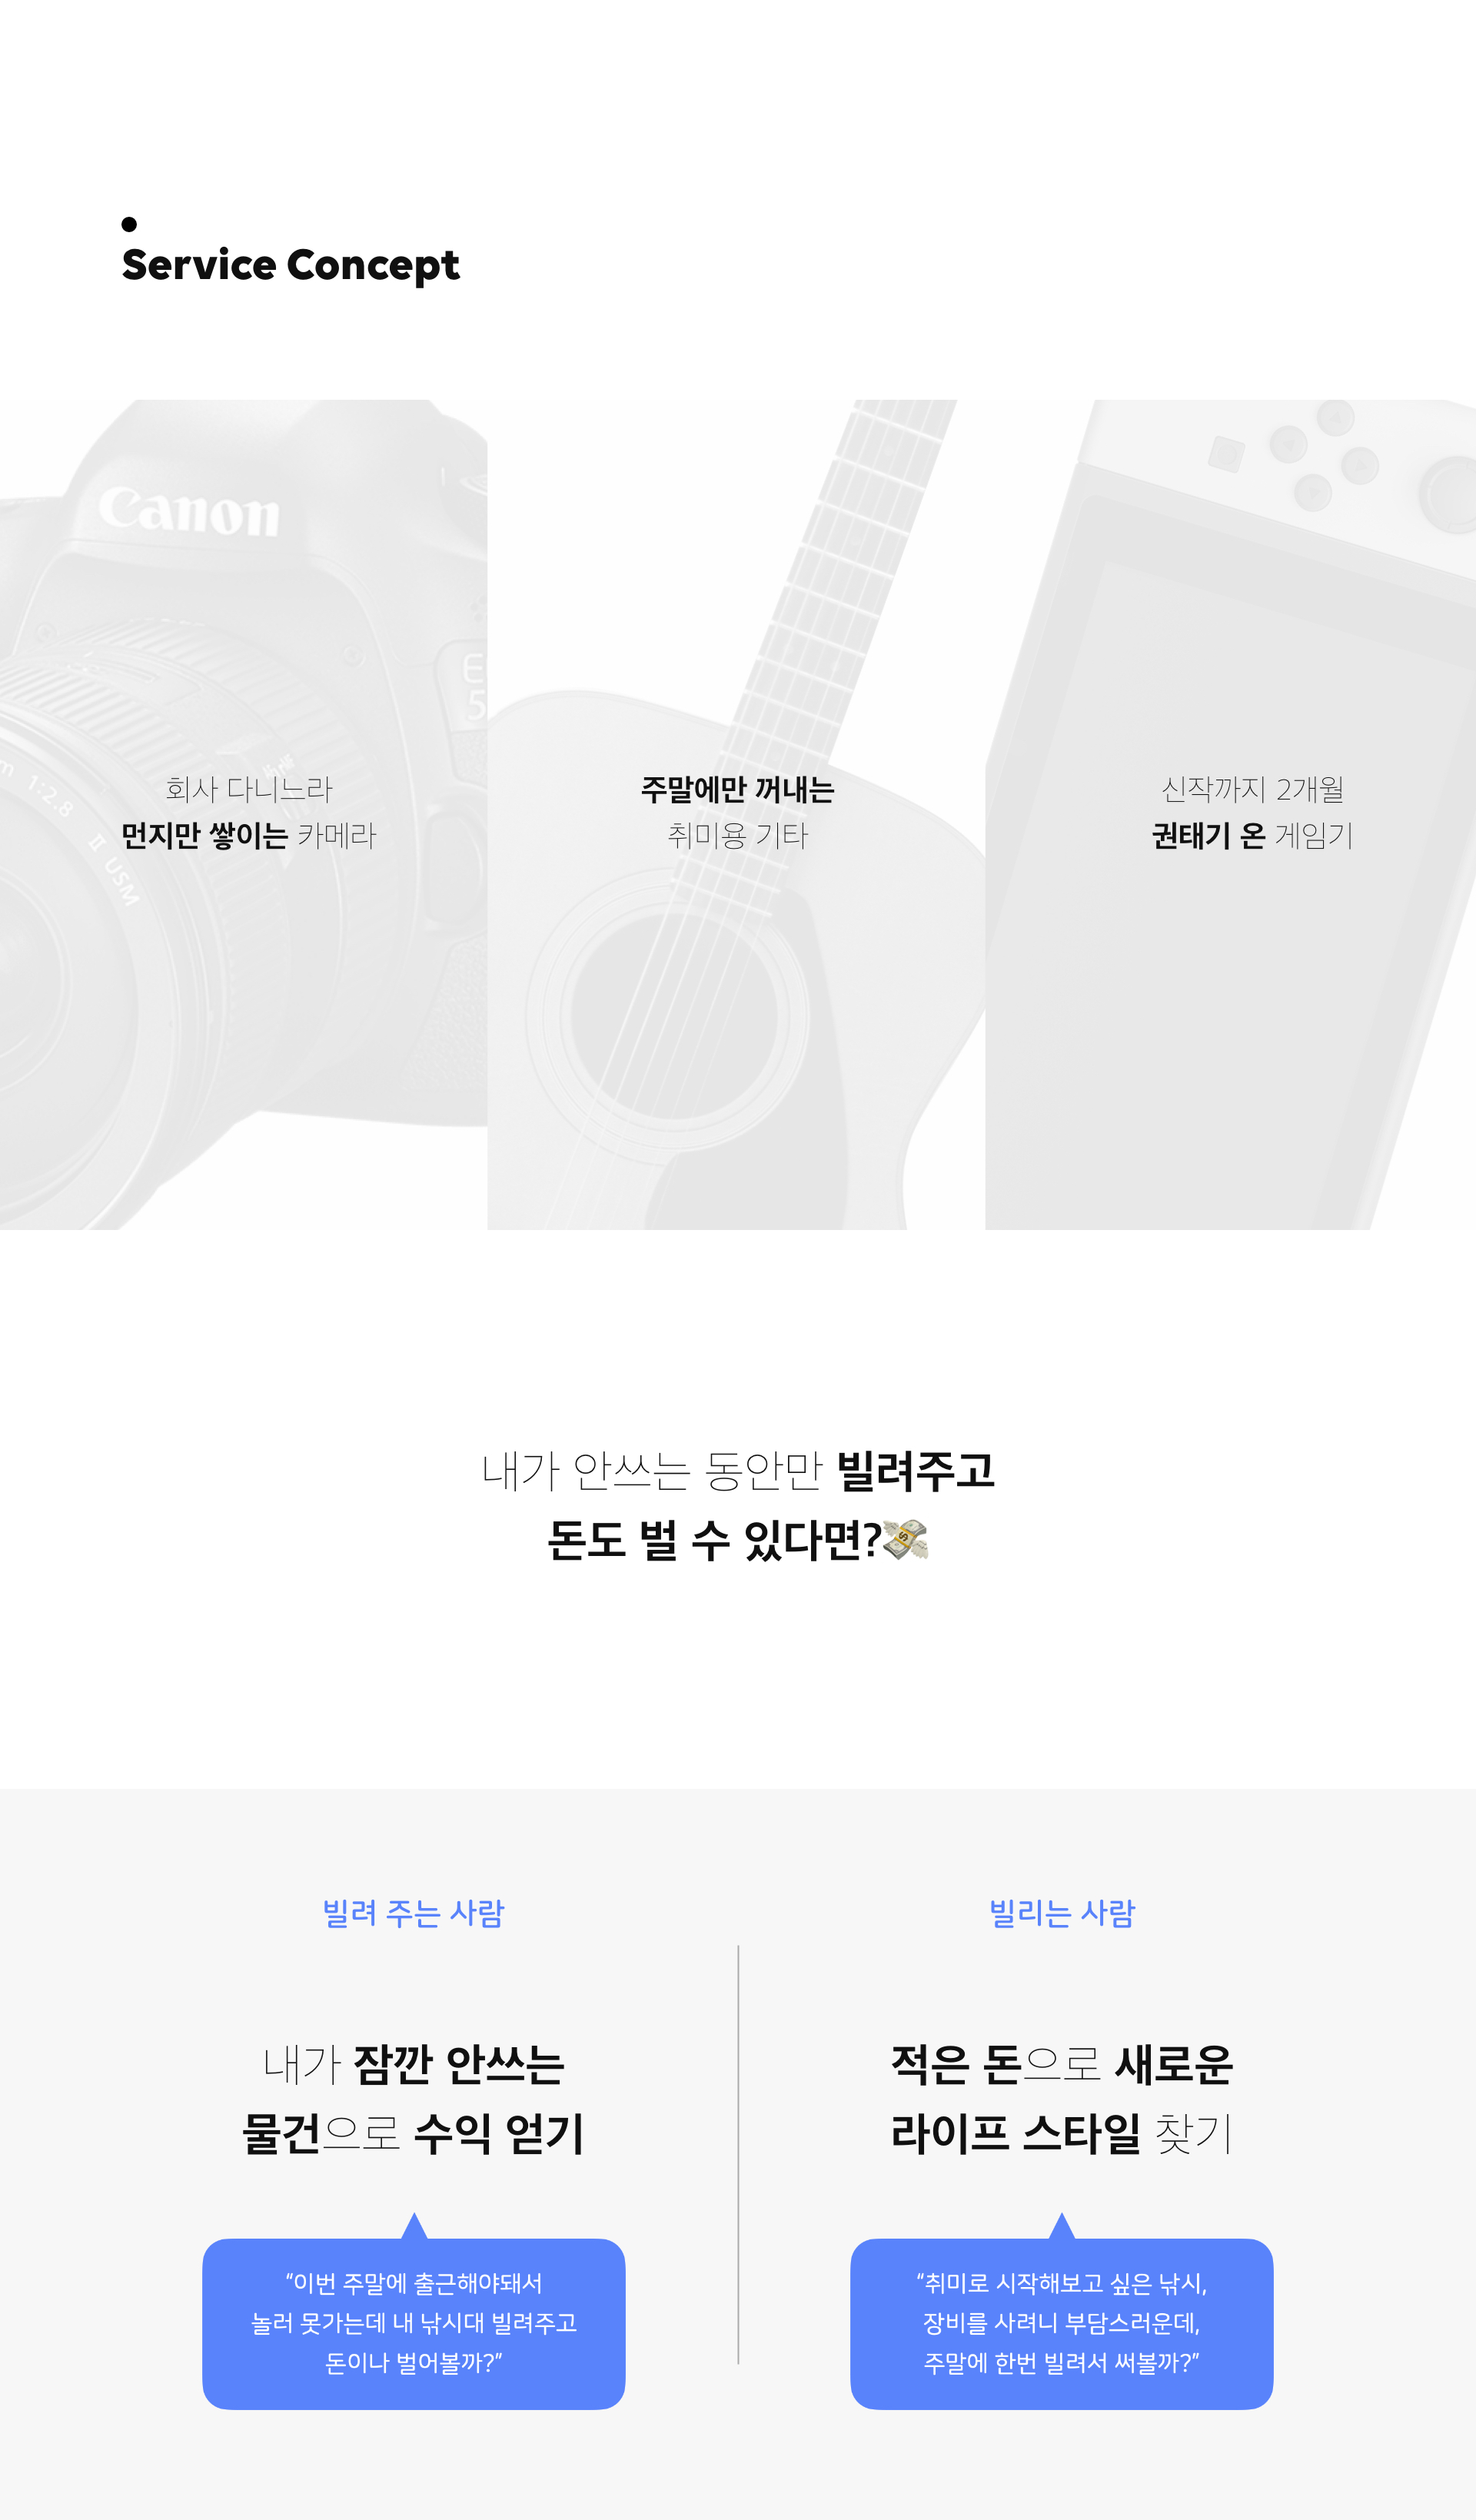 Service Concept
Canon
E
5
m 1:2.8 II USM
회사 다니느라
먼지만 쌓이는 카메라
주말에만 꺼내는
취미용 기타
신작까지 2개월
권태기 온 게임기
내가 안쓰는 동안만 빌려주고
돈도 벌 수 있다면?💸
빌려 주는 사람
내가 잠깐 안쓰는
물건으로 수익 얻기
“이번 주말에 출근해야돼서
놀러 못가는데 내 낚시대 빌려주고
돈이나 벌어볼까?”
빌리는 사람
적은 돈으로 새로운
라이프 스타일 찾기
“취미로 시작해보고 싶은 낚시,
장비를 사려니 부담스러운데,
주말에 한번 빌려서 써볼까?”